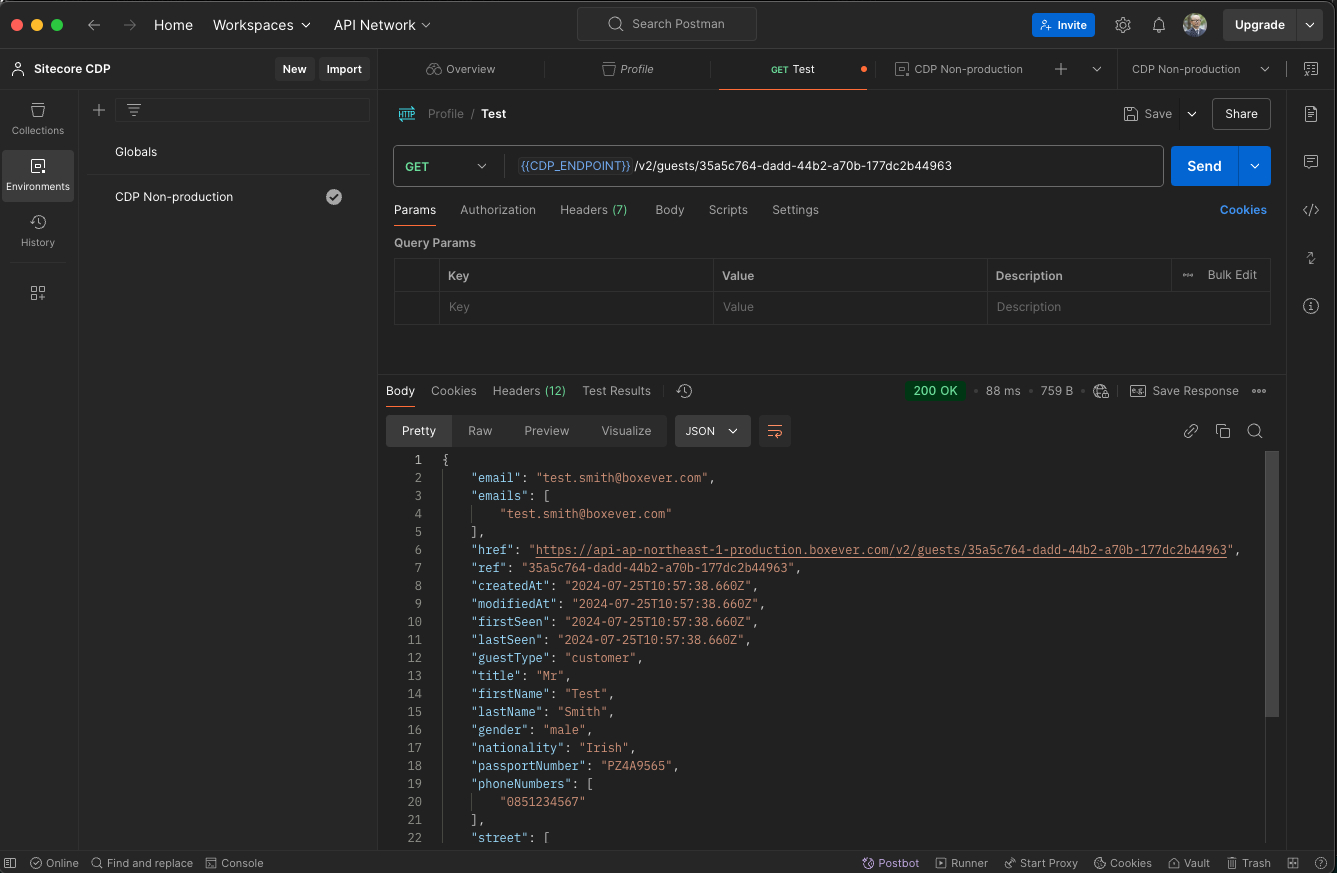 Home Workspaces API Network Search Postman Invite Upgrade
Sitecore CDP New Import Overview Profile GET Test CDP Non-production CDP Non-production
Collections
Environments
History
Globals
CDP Non-production
HTTP Profile / Test Save Share
GET {{CDP_ENDPOINT}} /v2/guests/35a5c764-dadd-44b2-a70b-177dc2b44963 Send
Params Authorization Headers (7) Body Scripts Settings Cookies
Query Params
Key Value Description Bulk Edit
Key Value Description
Body Cookies Headers (12) Test Results 200 OK 88 ms 759 B e.g. Save Response
Pretty Raw Preview Visualize JSON
1 {
2 "email": "test.smith@boxever.com",
3 "emails": [
4 "test.smith@boxever.com"
5 ],
6 "href": "https://api-ap-northeast-1-production.boxever.com/v2/guests/35a5c764-dadd-44b2-a70b-177dc2b44963",
7 "ref": "35a5c764-dadd-44b2-a70b-177dc2b44963",
8 "createdAt": "2024-07-25T10:57:38.660Z",
9 "modifiedAt": "2024-07-25T10:57:38.660Z",
10 "firstSeen": "2024-07-25T10:57:38.660Z",
11 "lastSeen": "2024-07-25T10:57:38.660Z",
12 "guestType": "customer",
13 "title": "Mr",
14 "firstName": "Test",
15 "lastName": "Smith",
16 "gender": "male",
17 "nationality": "Irish",
18 "passportNumber": "PZ4A9565",
19 "phoneNumbers": [
20 "0851234567"
21 ],
22 "street": [
Online Find and replace Console Postbot Runner Start Proxy Cookies Vault Trash